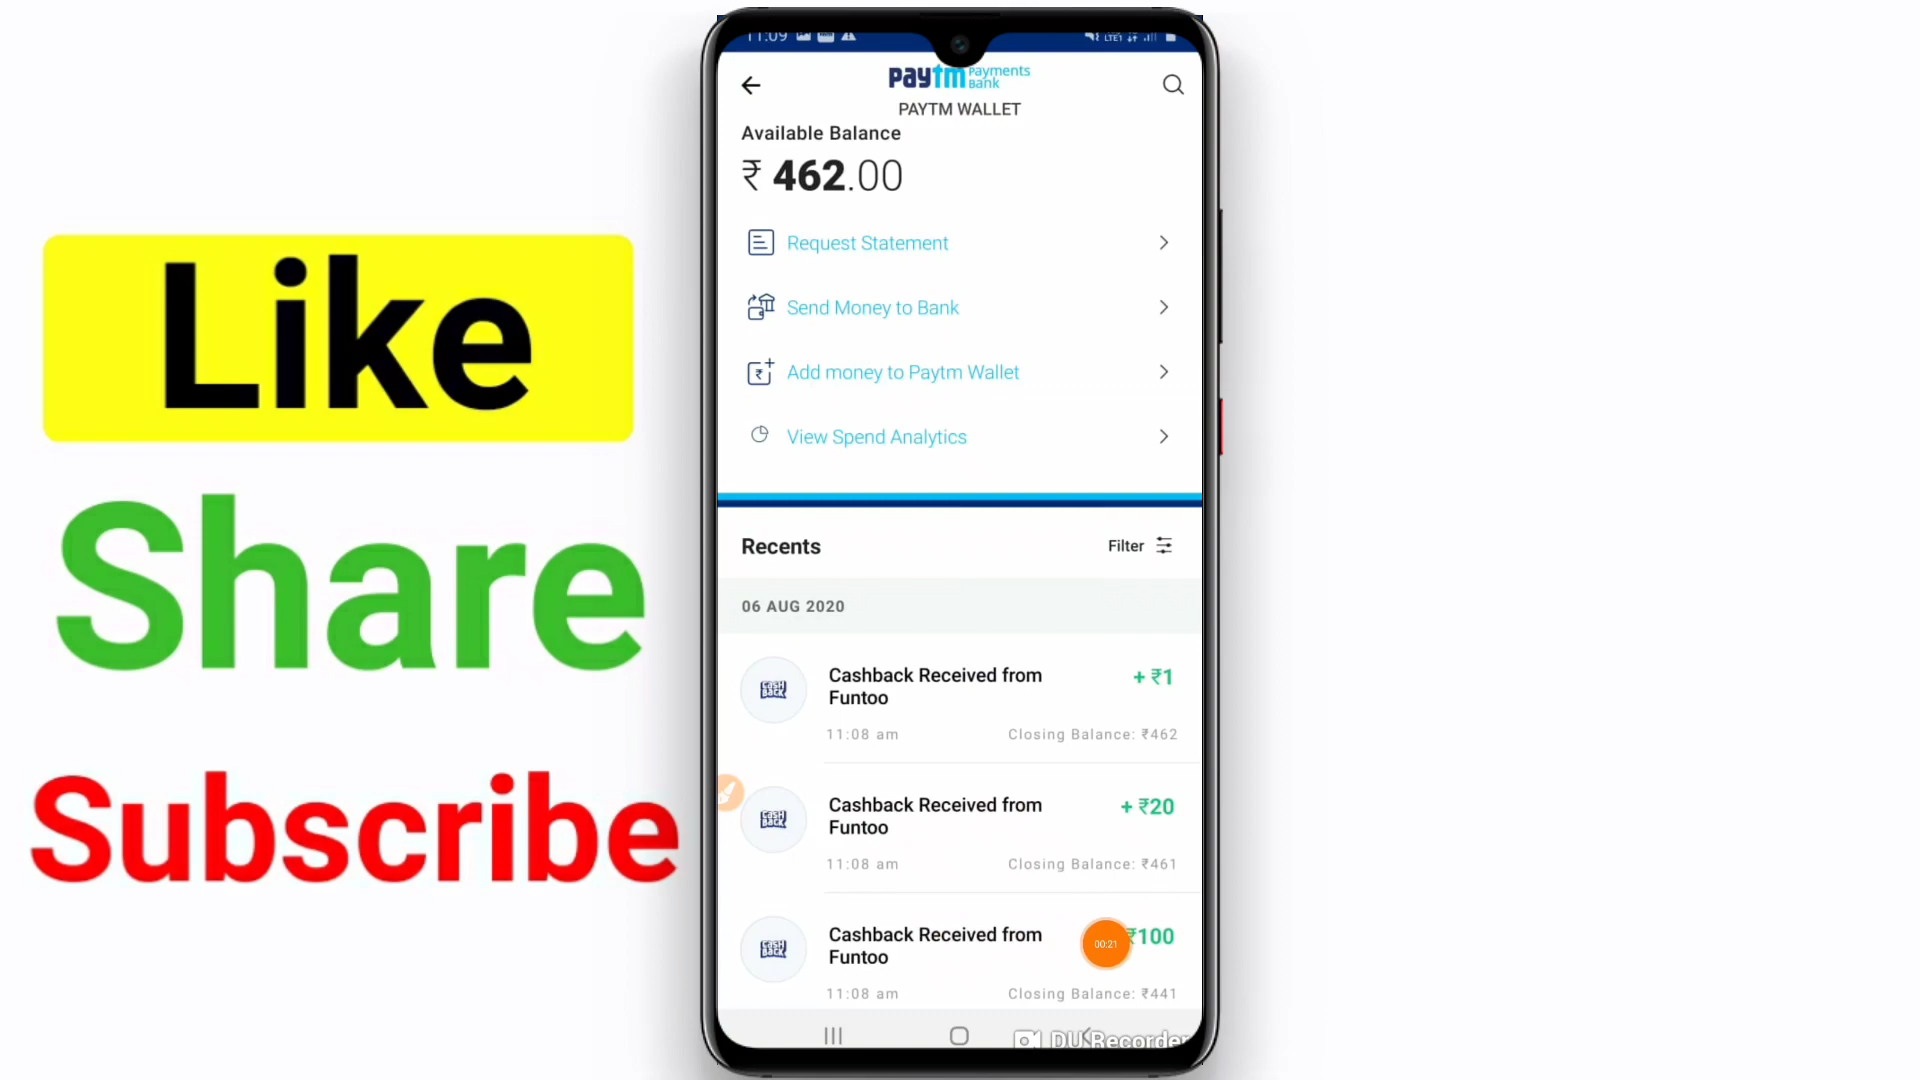 Like
Share
Subscribe
11:09
paytm Payments Bank
PAYTM WALLET
Available Balance
₹ 462.00
Request Statement
Send Money to Bank
Add money to Paytm Wallet
View Spend Analytics
Recents
Filter
06 AUG 2020
Cashback Received from
Funtoo
+ ₹1
11:08 am
Closing Balance: ₹462
Cashback Received from
Funtoo
+ ₹20
11:08 am
Closing Balance: ₹461
Cashback Received from
Funtoo
00:21
₹100
11:08 am
Closing Balance: ₹441
DU Recorder